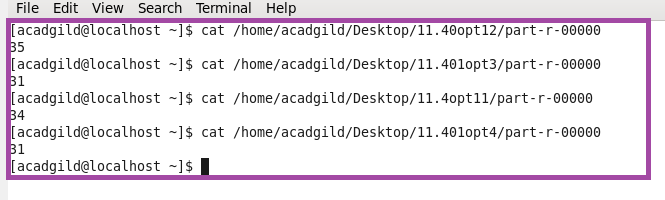 File Edit View Search Terminal Help
[acadgild@localhost ~]$ cat /home/acadgild/Desktop/11.40opt12/part-r-00000
35
[acadgild@localhost ~]$ cat /home/acadgild/Desktop/11.401opt3/part-r-00000
31
[acadgild@localhost ~]$ cat /home/acadgild/Desktop/11.4opt11/part-r-00000
34
[acadgild@localhost ~]$ cat /home/acadgild/Desktop/11.401opt4/part-r-00000
31
[acadgild@localhost ~]$